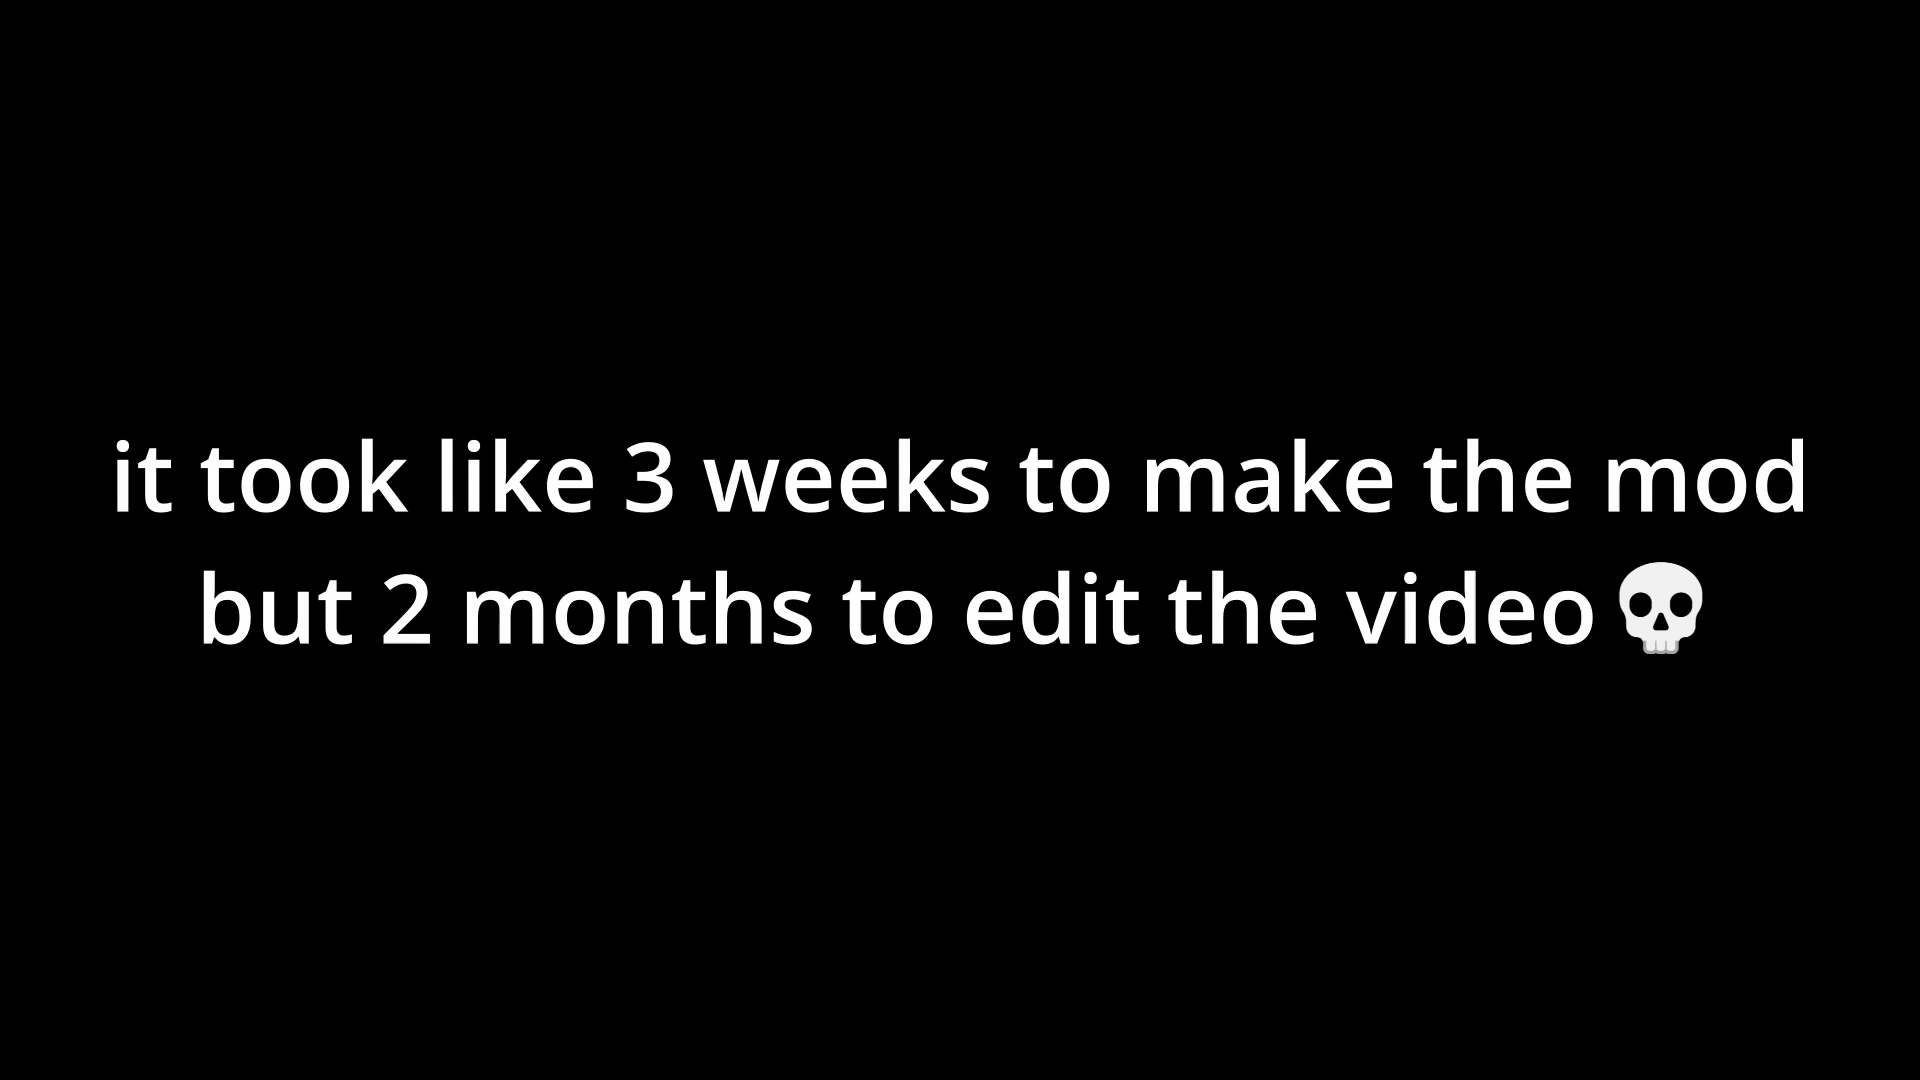 it took like 3 weeks to make the mod
but 2 months to edit the video💀